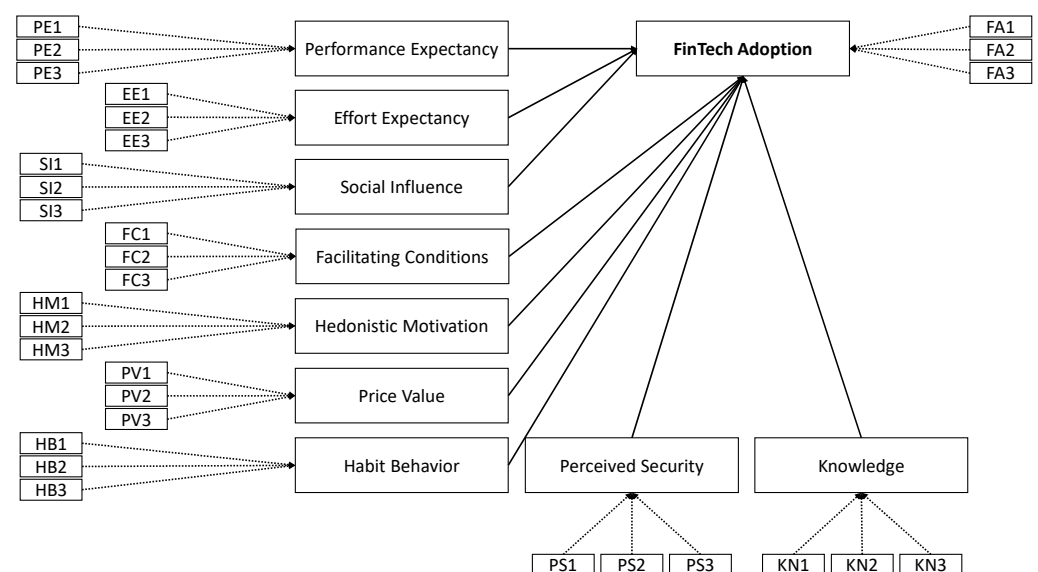 PE1
PE2
PE3
Performance Expectancy
FinTech Adoption
FA1
FA2
FA3
EE1
EE2
EE3
Effort Expectancy
SI1
SI2
SI3
Social Influence
FC1
FC2
FC3
Facilitating Conditions
HM1
HM2
HM3
Hedonistic Motivation
PV1
PV2
PV3
Price Value
HB1
HB2
HB3
Habit Behavior
Perceived Security
Knowledge
PS1
PS2
PS3
KN1
KN2
KN3